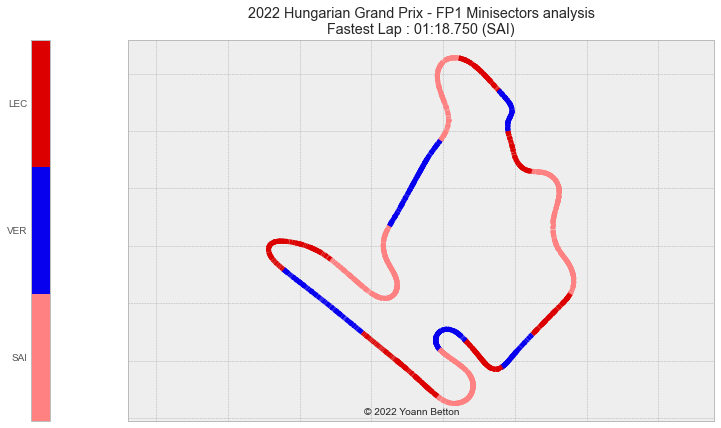 2022 Hungarian Grand Prix - FP1 Minisectors analysis
Fastest Lap : 01:18.750 (SAI)
LEC
VER
SAI
© 2022 Yoann Betton